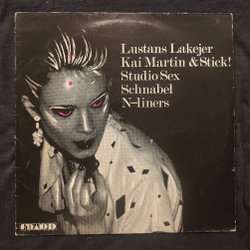 Lustans Lakejer
Kai Martin & Stick!
Studio Sex
Schnabel
N-liners